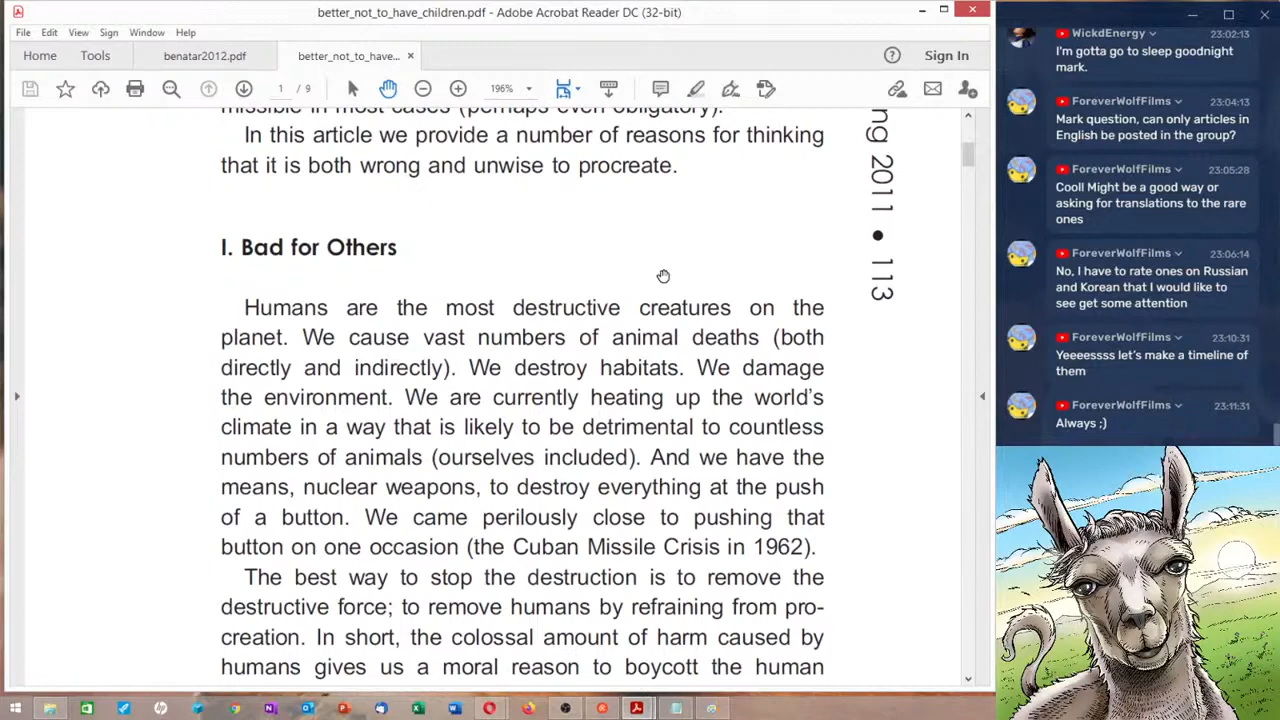 better_not_to_have_children.pdf - Adobe Acrobat Reader DC (32-bit)
File Edit View Sign Window Help
Home Tools benatar2012.pdf better_not_to_have... × Sign In
1 / 9 196%
missible in most cases (perhaps even obligatory).
In this article we provide a number of reasons for thinking
that it is both wrong and unwise to procreate.
ng 2011 • 113
I. Bad for Others
Humans are the most destructive creatures on the
planet. We cause vast numbers of animal deaths (both
directly and indirectly). We destroy habitats. We damage
the environment. We are currently heating up the world's
climate in a way that is likely to be detrimental to countless
numbers of animals (ourselves included). And we have the
means, nuclear weapons, to destroy everything at the push
of a button. We came perilously close to pushing that
button on one occasion (the Cuban Missile Crisis in 1962).
The best way to stop the destruction is to remove the
destructive force; to remove humans by refraining from pro-
creation. In short, the colossal amount of harm caused by
humans gives us a moral reason to boycott the human
WickdEnergy 23:02:13
I'm gotta go to sleep goodnight
mark.
ForeverWolfFilms 23:04:13
Mark question, can only articles in
English be posted in the group?
ForeverWolfFilms 23:05:28
Cooll Might be a good way or
asking for translations to the rare
ones
ForeverWolfFilms 23:06:14
No, I have to rate ones on Russian
and Korean that I would like to
see get some attention
ForeverWolfFilms 23:10:31
Yeeeessss let's make a timeline of
them
ForeverWolfFilms 23:11:31
Always ;)